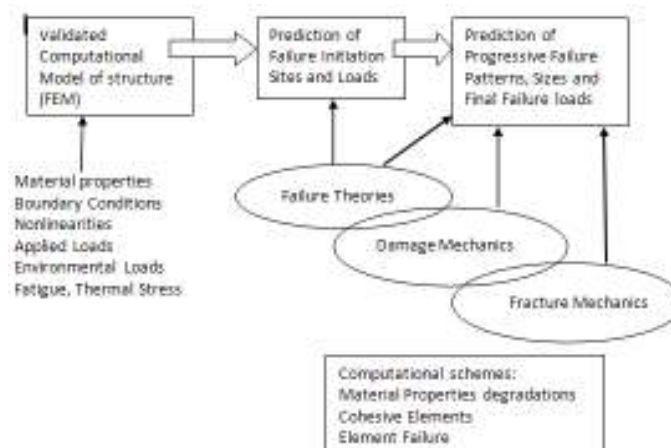 Validated
Computational
Model of structure
(FEM)
Prediction of
Failure Initiation
Sites and Loads
Prediction of
Progressive Failure
Patterns, Sizes and
Final Failure loads
Material properties
Boundary Conditions
Nonlinearities
Applied Loads
Environmental Loads
Fatigue, Thermal Stress
Failure Theories
Damage Mechanics
Fracture Mechanics
Computational schemes:
Material Properties degradations
Cohesive Elements
Element Failure